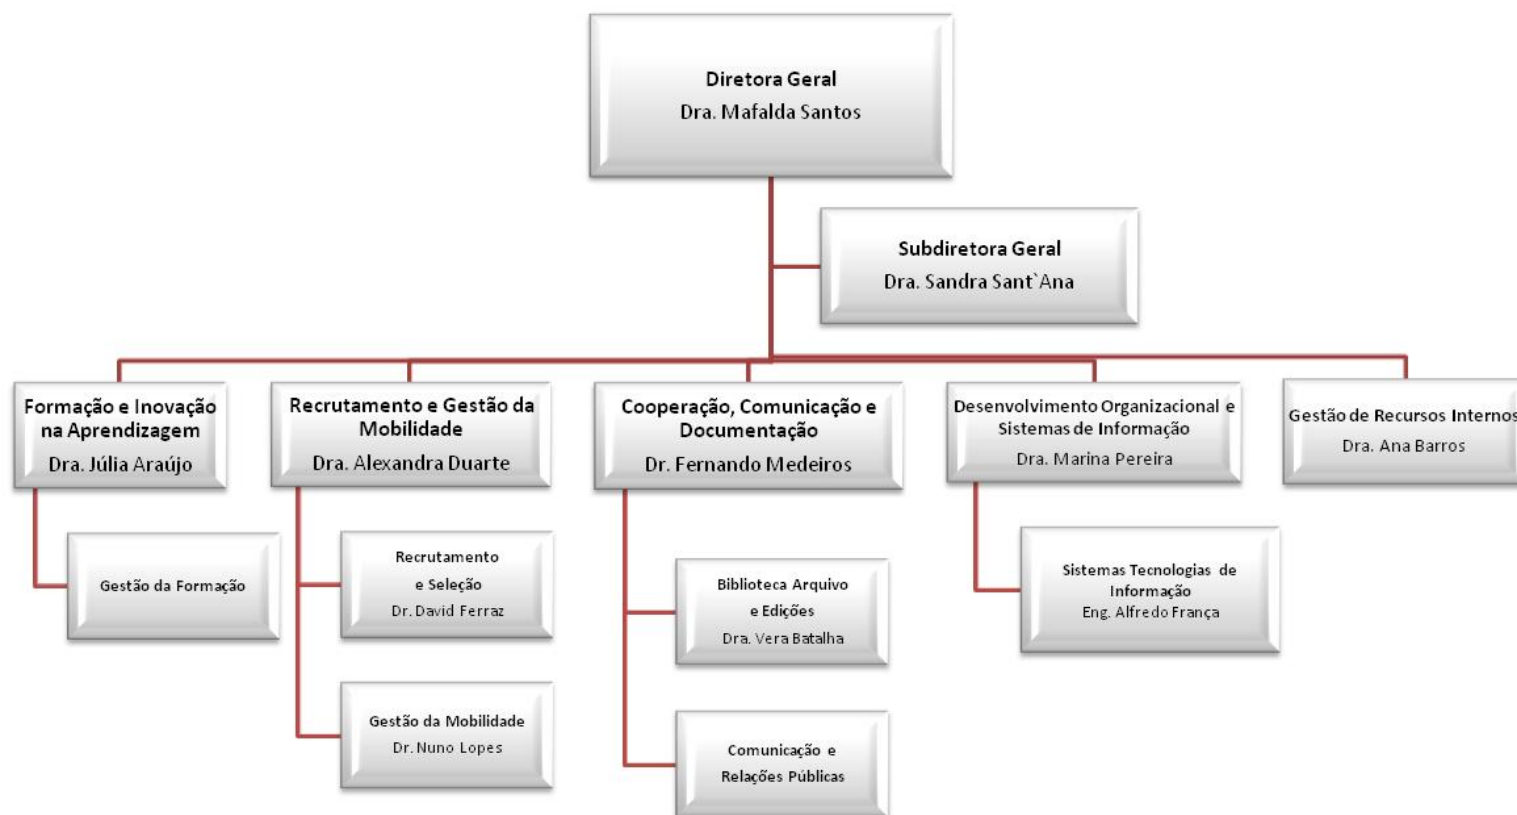 Diretora Geral
Dra. Mafalda Santos
Subdiretora Geral
Dra. Sandra Sant`Ana
Formação e Inovação
na Aprendizagem
Dra. Júlia Araújo
Recrutamento e Gestão da
Mobilidade
Dra. Alexandra Duarte
Cooperação, Comunicação e
Documentação
Dr. Fernando Medeiros
Desenvolvimento Organizacional e
Sistemas de Informação
Dra. Marina Pereira
Gestão de Recursos Internos
Dra. Ana Barros
Gestão da Formação
Recrutamento
e Seleção
Dr. David Ferraz
Gestão da Mobilidade
Dr. Nuno Lopes
Biblioteca Arquivo
e Edições
Dra. Vera Batalha
Comunicação e
Relações Públicas
Sistemas Tecnologias de
Informação
Eng. Alfredo França